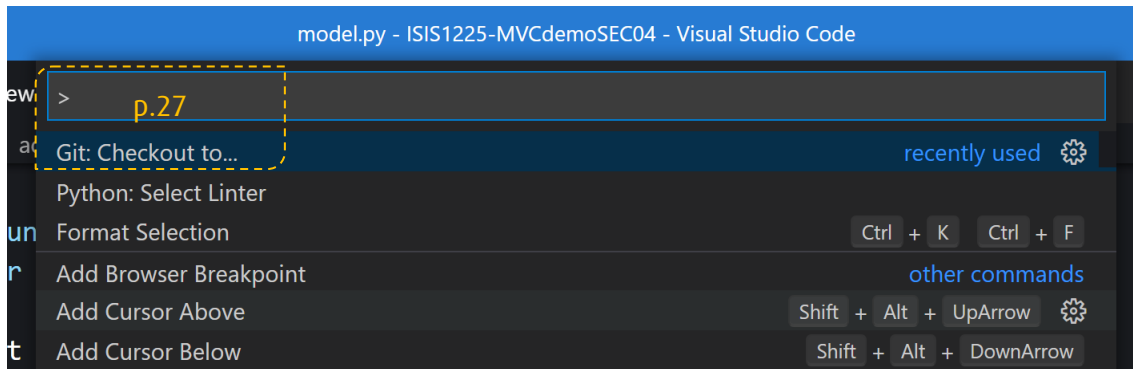 model.py - ISIS1225-MVCdemoSEC04 - Visual Studio Code
ew
> p.27
Git: Checkout to... recently used
Python: Select Linter
un Format Selection Ctrl + K Ctrl + F
r Add Browser Breakpoint other commands
Add Cursor Above Shift + Alt + UpArrow
t Add Cursor Below Shift + Alt + DownArrow